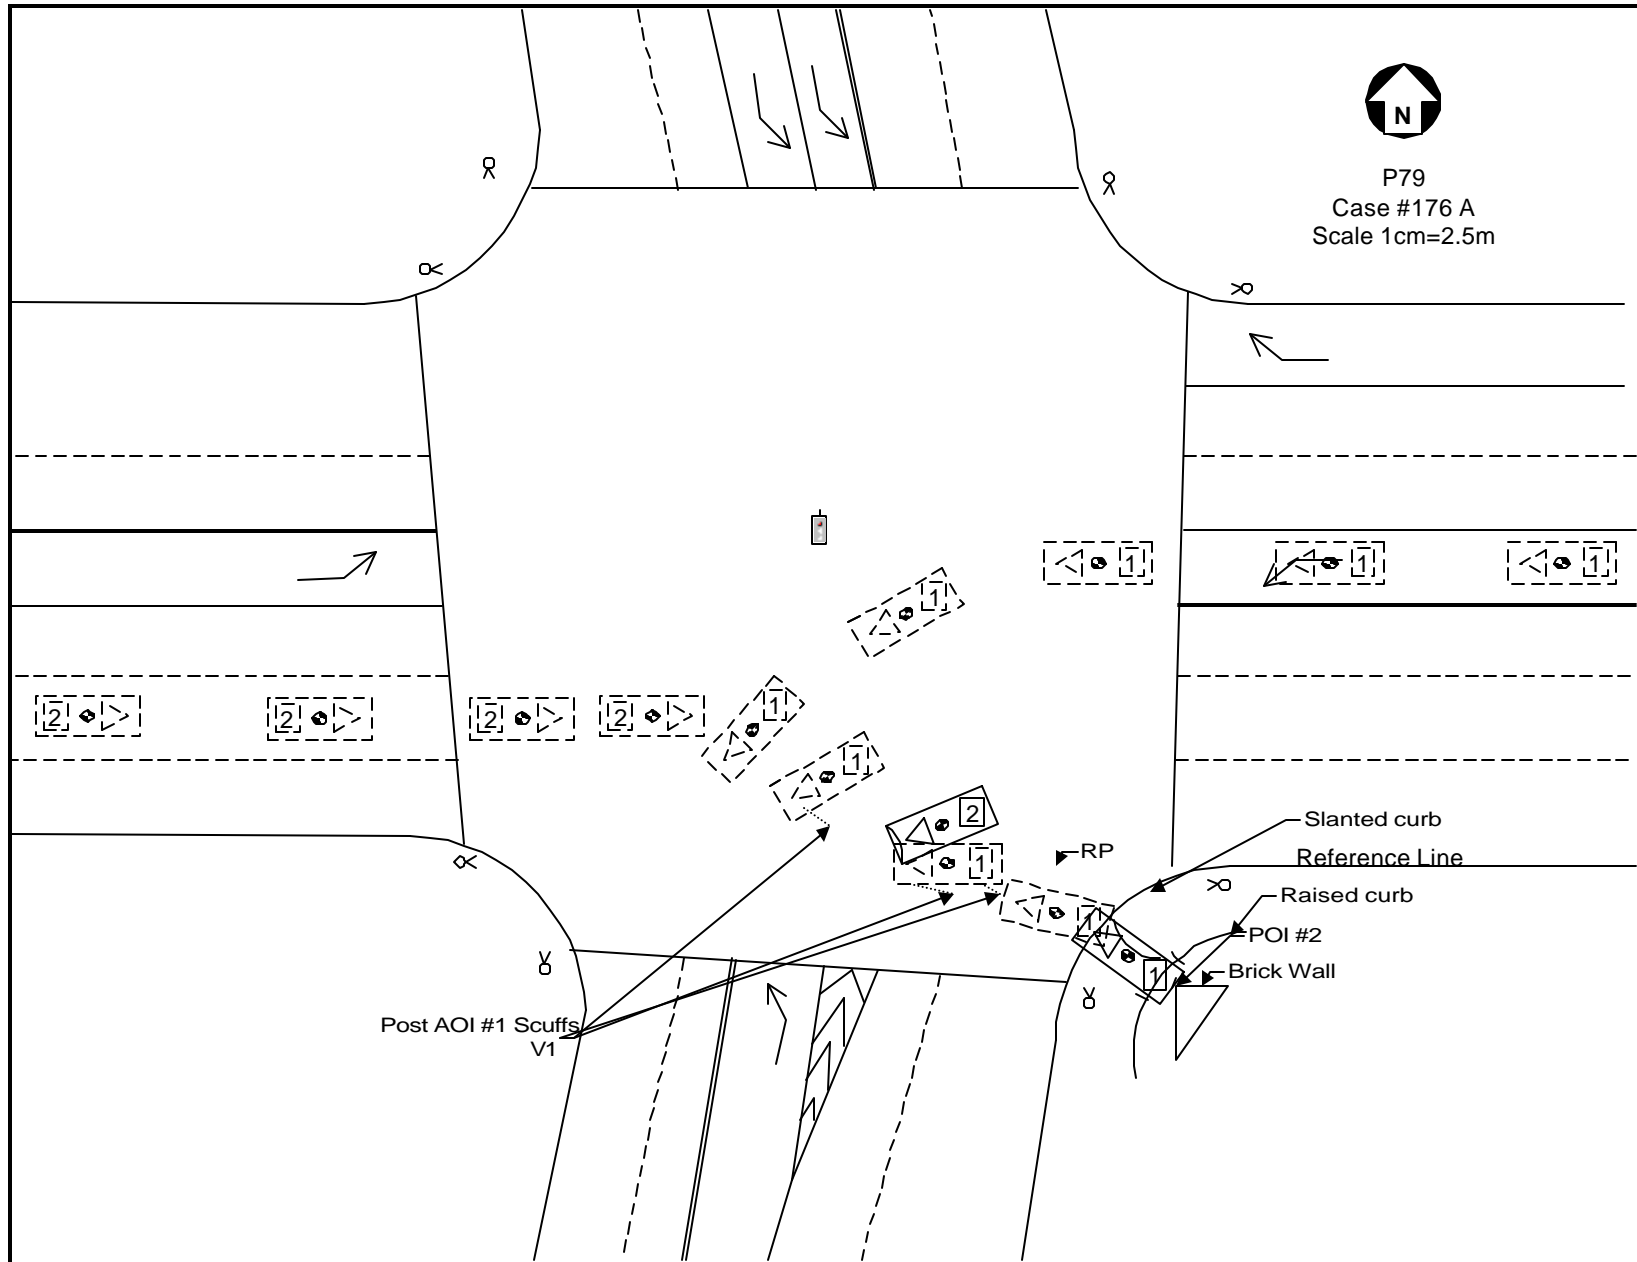 N
P79
Case #176 A
Scale 1cm=2.5m
1
1
1
1
2
2
2
2
1
1
2
Slanted curb
RP
1
Reference Line
Raised curb
1
POI #2
1
Brick Wall
Post AOI #1 Scuffs
V1